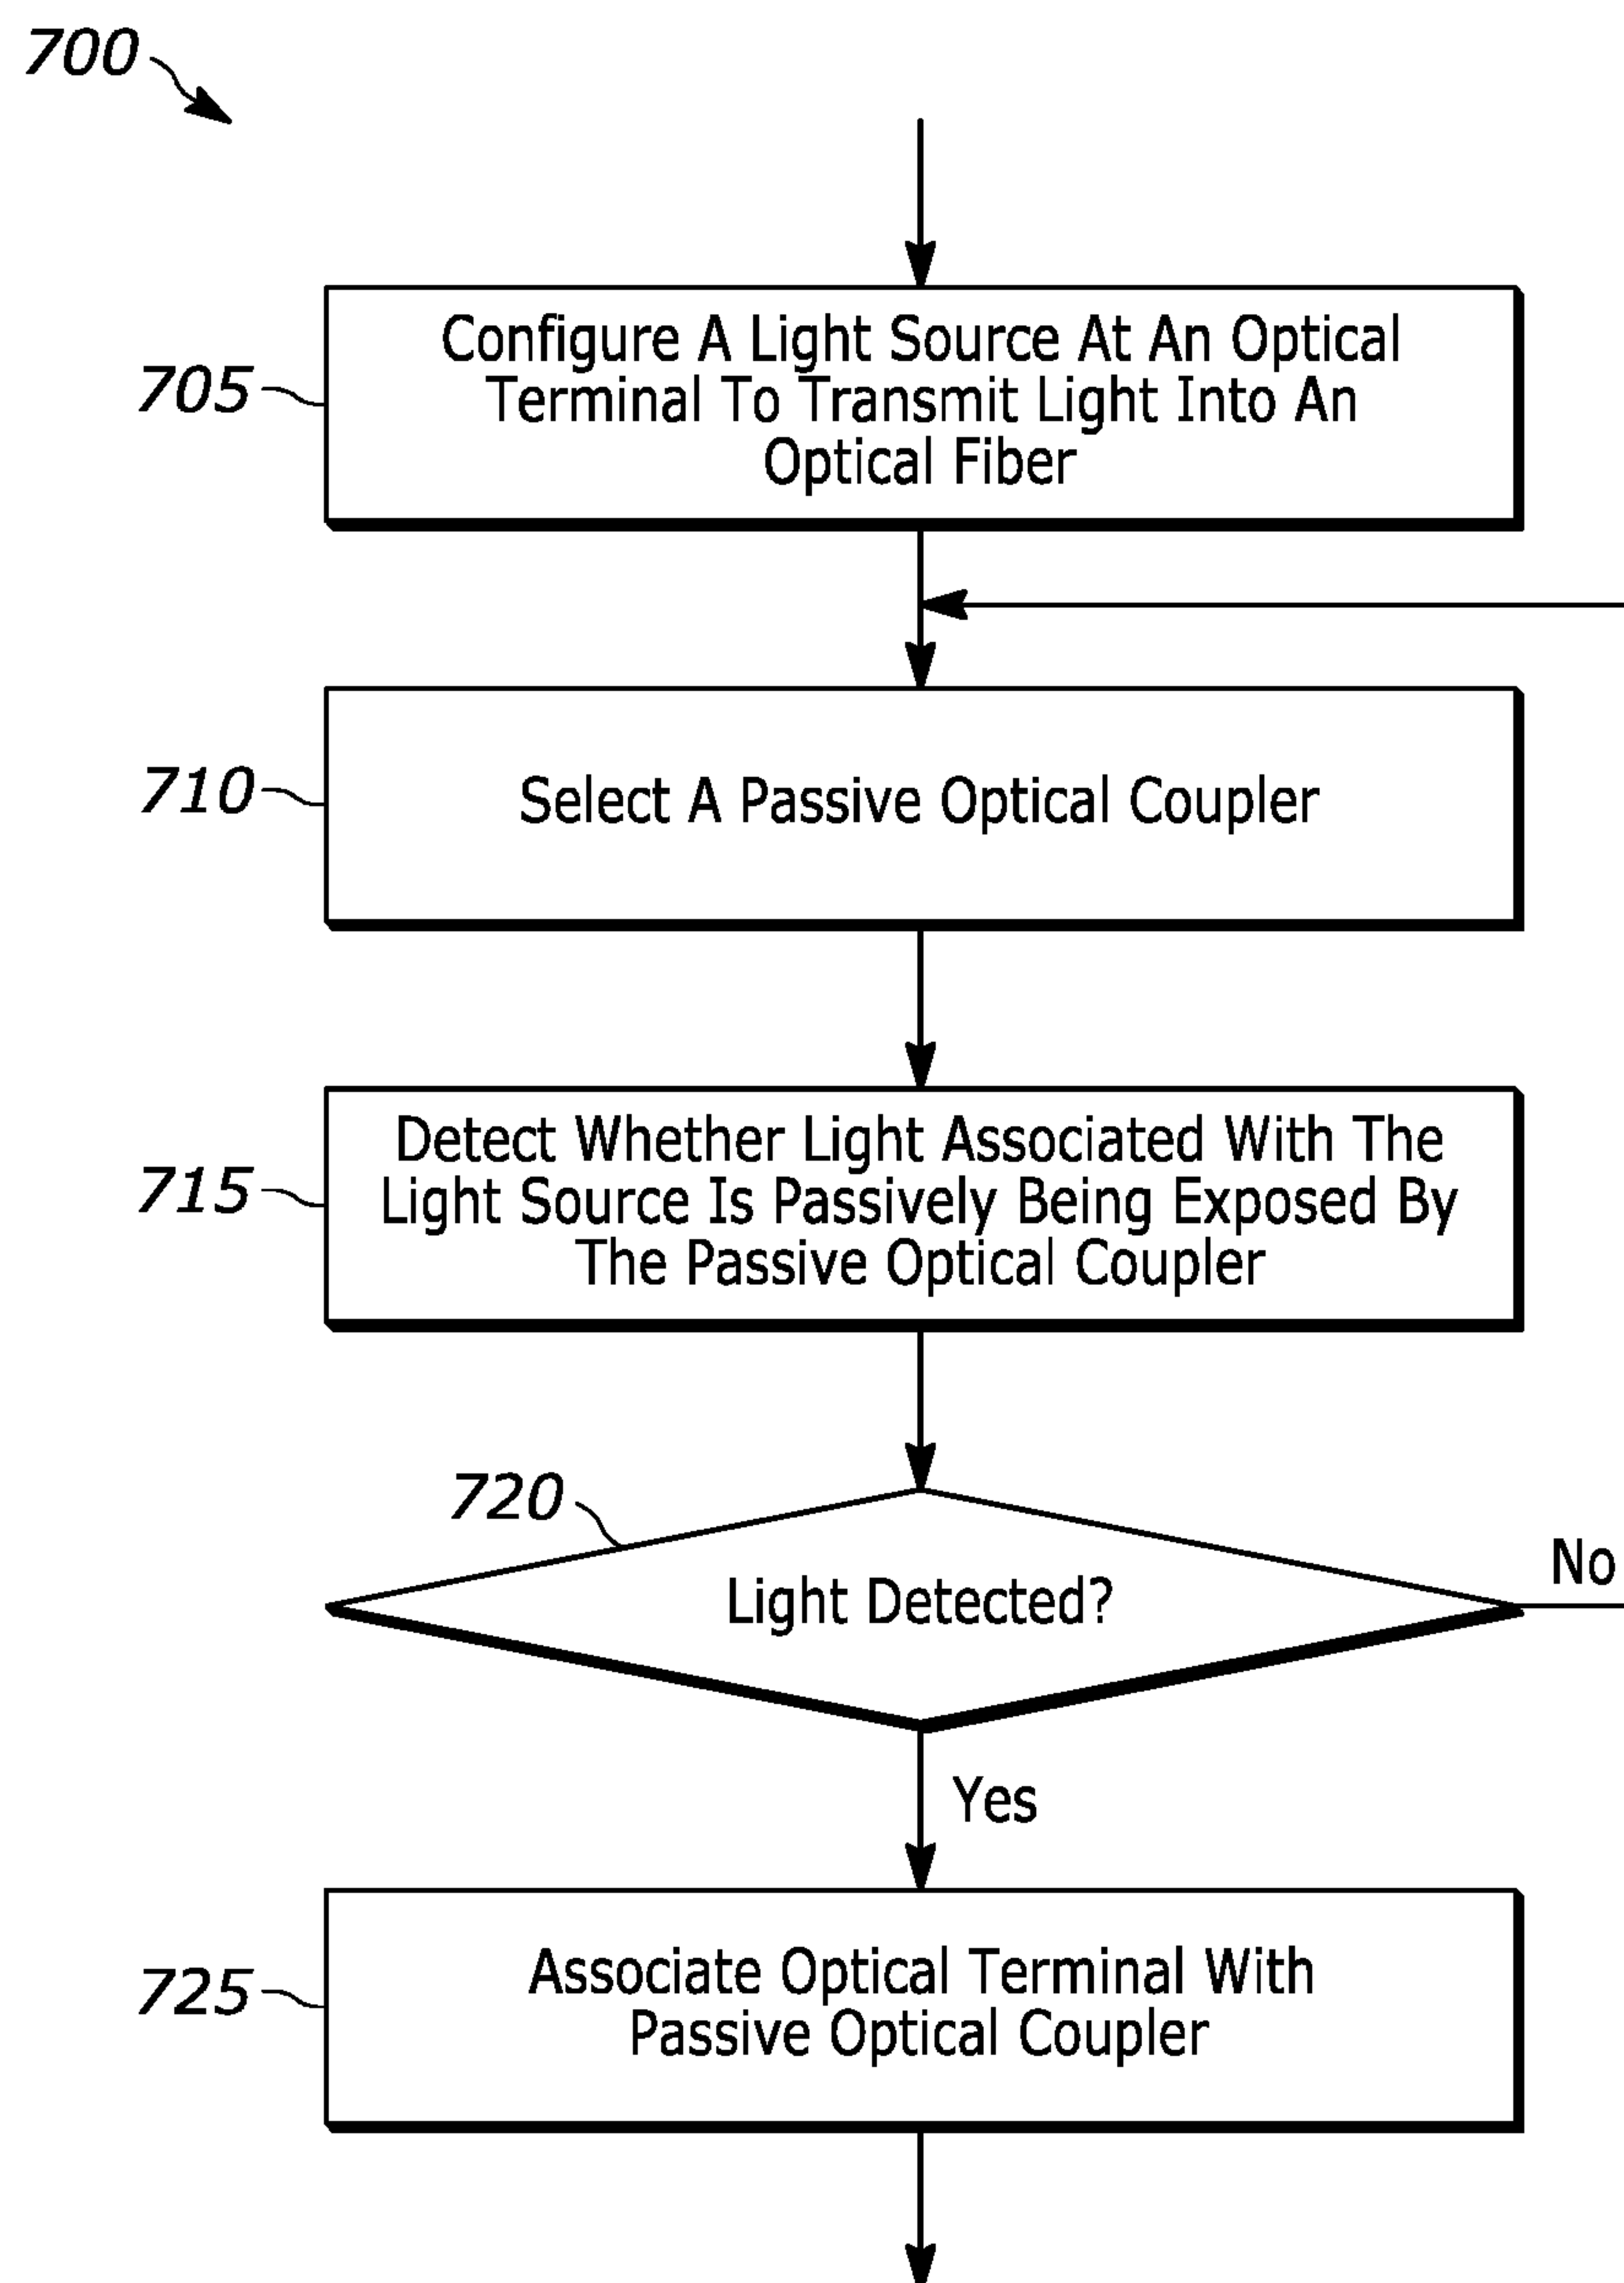 700
705
Configure A Light Source At An Optical
Terminal To Transmit Light Into An
Optical Fiber
710
Select A Passive Optical Coupler
715
Detect Whether Light Associated With The
Light Source Is Passively Being Exposed By
The Passive Optical Coupler
720
Light Detected?
No
Yes
725
Associate Optical Terminal With
Passive Optical Coupler